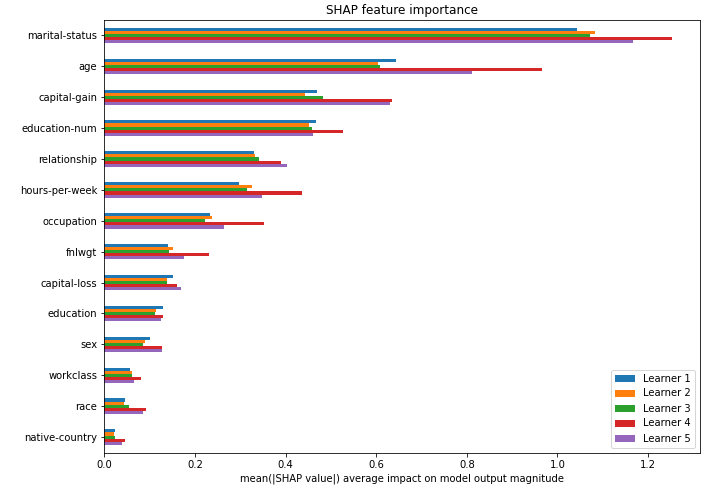 SHAP feature importance
marital-status
age
capital-gain
education-num
relationship
hours-per-week
occupation
fnlwgt
capital-loss
education
sex
workclass
race
native-country
Learner 1
Learner 2
Learner 3
Learner 4
Learner 5
0.0 0.2 0.4 0.6 0.8 1.0 1.2
mean(|SHAP value|) average impact on model output magnitude